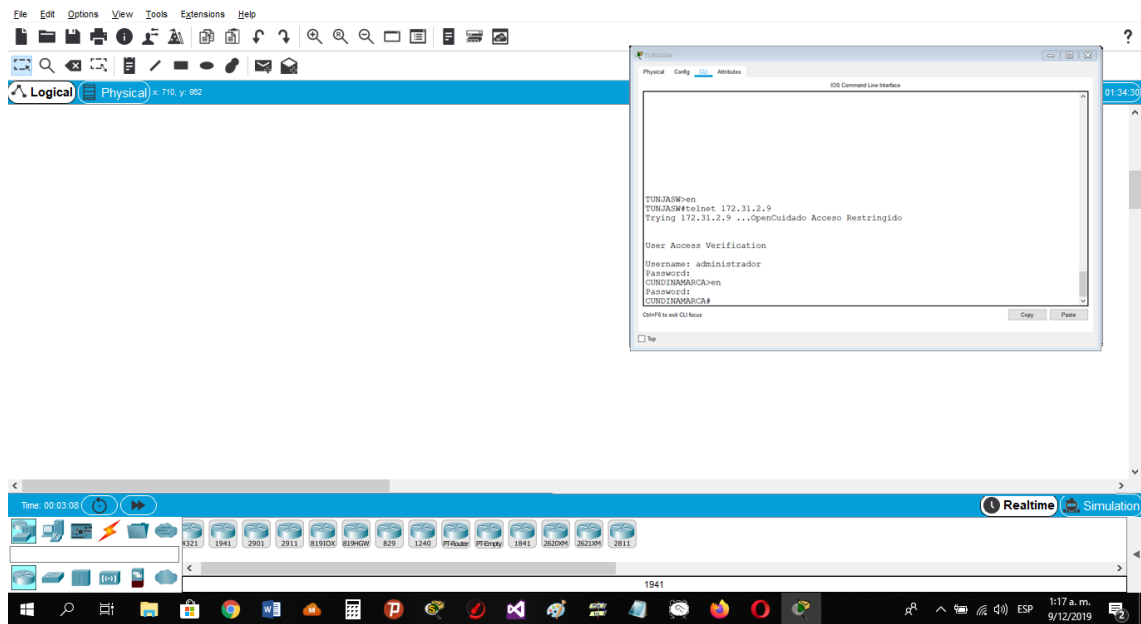 File Edit Options View Tools Extensions Help
?
TUNJASW
Physical Config CLI Attributes
IOS Command Line Interface
Logical Physical x: 710, y: 862 01:34:30
TUNJASW>en
TUNJASW#telnet 172.31.2.9
Trying 172.31.2.9 ...OpenCuidado Acceso Restringido
User Access Verification
Username: administrador
Password:
CUNDINAMARCA>en
Password:
CUNDINAMARCA#
Ctrl+F6 to exit CLI focus Copy Paste
Top
Time: 00:03:08 Realtime Simulation
4321 1941 2901 2911 819IOX 819HGW 829 1240 PT-Router PT-Empty 1841 2620XM 2621XM 2811
1941
ESP
1:17 a. m.
9/12/2019
2